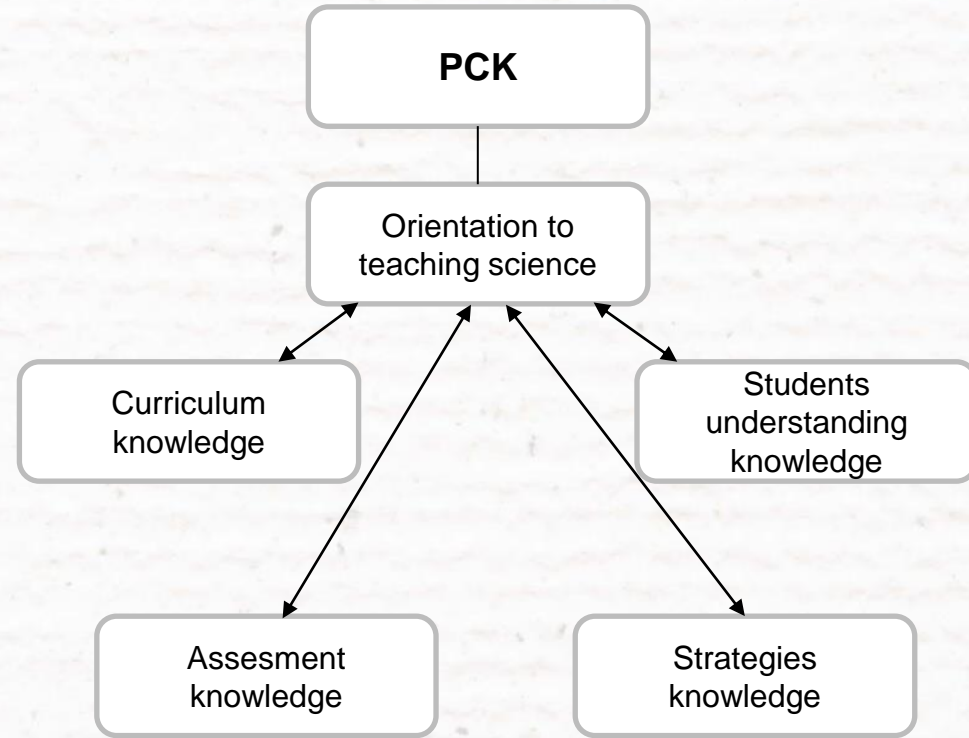 PCK
Orientation to
teaching science
Curriculum
knowledge
Students
understanding
knowledge
Assesment
knowledge
Strategies
knowledge